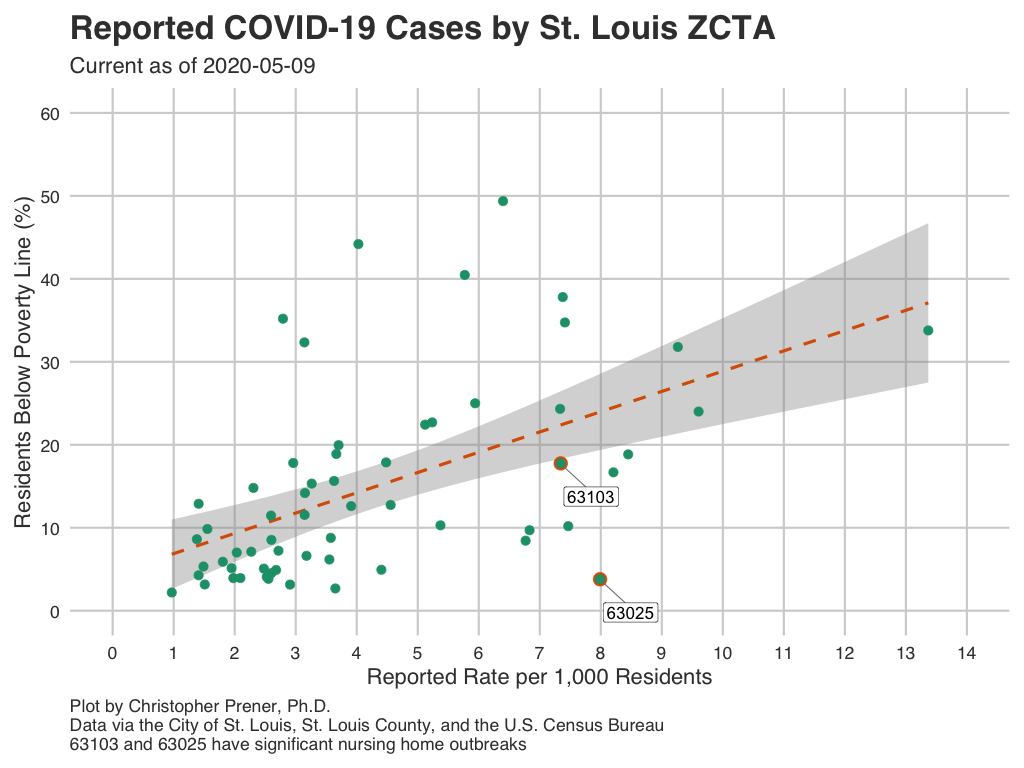 Reported COVID-19 Cases by St. Louis ZCTA
Current as of 2020-05-09
60
50
40
30
20
10
0
Residents Below Poverty Line (%)
63103
63025
0 1 2 3 4 5 6 7 8 9 10 11 12 13 14
Reported Rate per 1,000 Residents
Plot by Christopher Prener, Ph.D.
Data via the City of St. Louis, St. Louis County, and the U.S. Census Bureau
63103 and 63025 have significant nursing home outbreaks